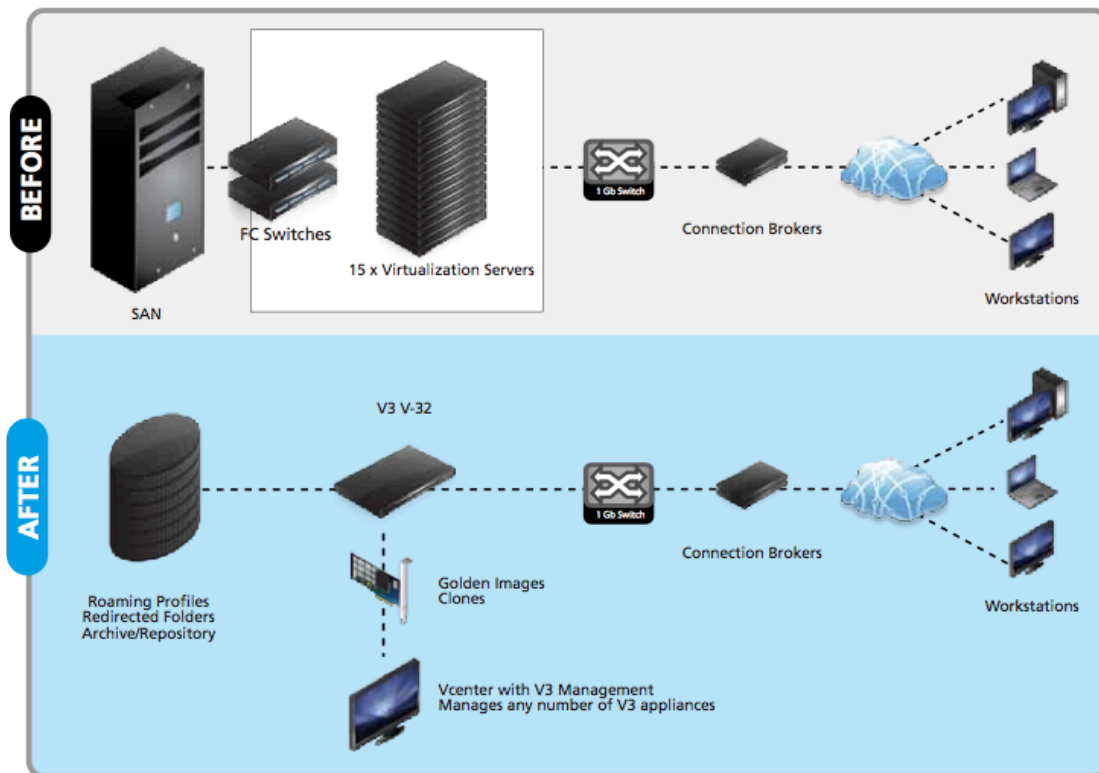 BEFORE
FC Switches
15 x Virtualization Servers
SAN
1 Gb Switch
Connection Brokers
Workstations
AFTER
V3 V-32
1 Gb Switch
Connection Brokers
Workstations
Roaming Profiles
Redirected Folders
Archive/Repository
Golden Images
Clones
Vcenter with V3 Management
Manages any number of V3 appliances